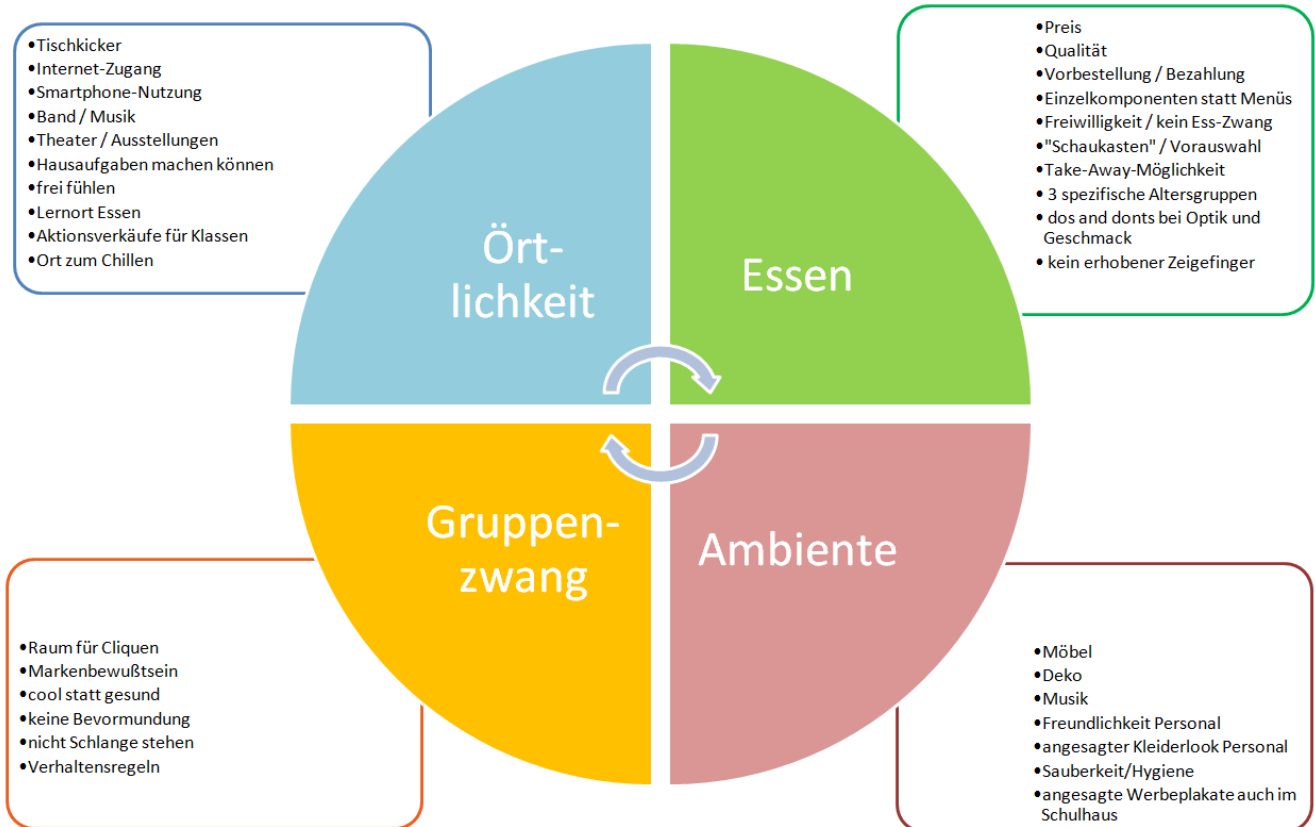 •Tischkicker
•Internet-Zugang
•Smartphone-Nutzung
•Band / Musik
•Theater / Ausstellungen
•Hausaufgaben machen können
•frei fühlen
•Lernort Essen
•Aktionsverkäufe für Klassen
•Ort zum Chillen
Ört-
lichkeit
•Preis
•Qualität
•Vorbestellung / Bezahlung
•Einzelkomponenten statt Menüs
•Freiwilligkeit / kein Ess-Zwang
•"Schaukasten" / Vorauswahl
•Take-Away-Möglichkeit
• 3 spezifische Altersgruppen
• dos and donts bei Optik und
Geschmack
• kein erhobener Zeigefinger
Essen
Gruppen-
zwang
•Raum für Cliquen
•Markenbewußtsein
•cool statt gesund
•keine Bevormundung
•nicht Schlange stehen
•Verhaltensregeln
Ambiente
•Möbel
•Deko
•Musik
•Freundlichkeit Personal
•angesagter Kleiderlook Personal
•Sauberkeit/Hygiene
•angesagte Werbeplakate auch im
Schulhaus